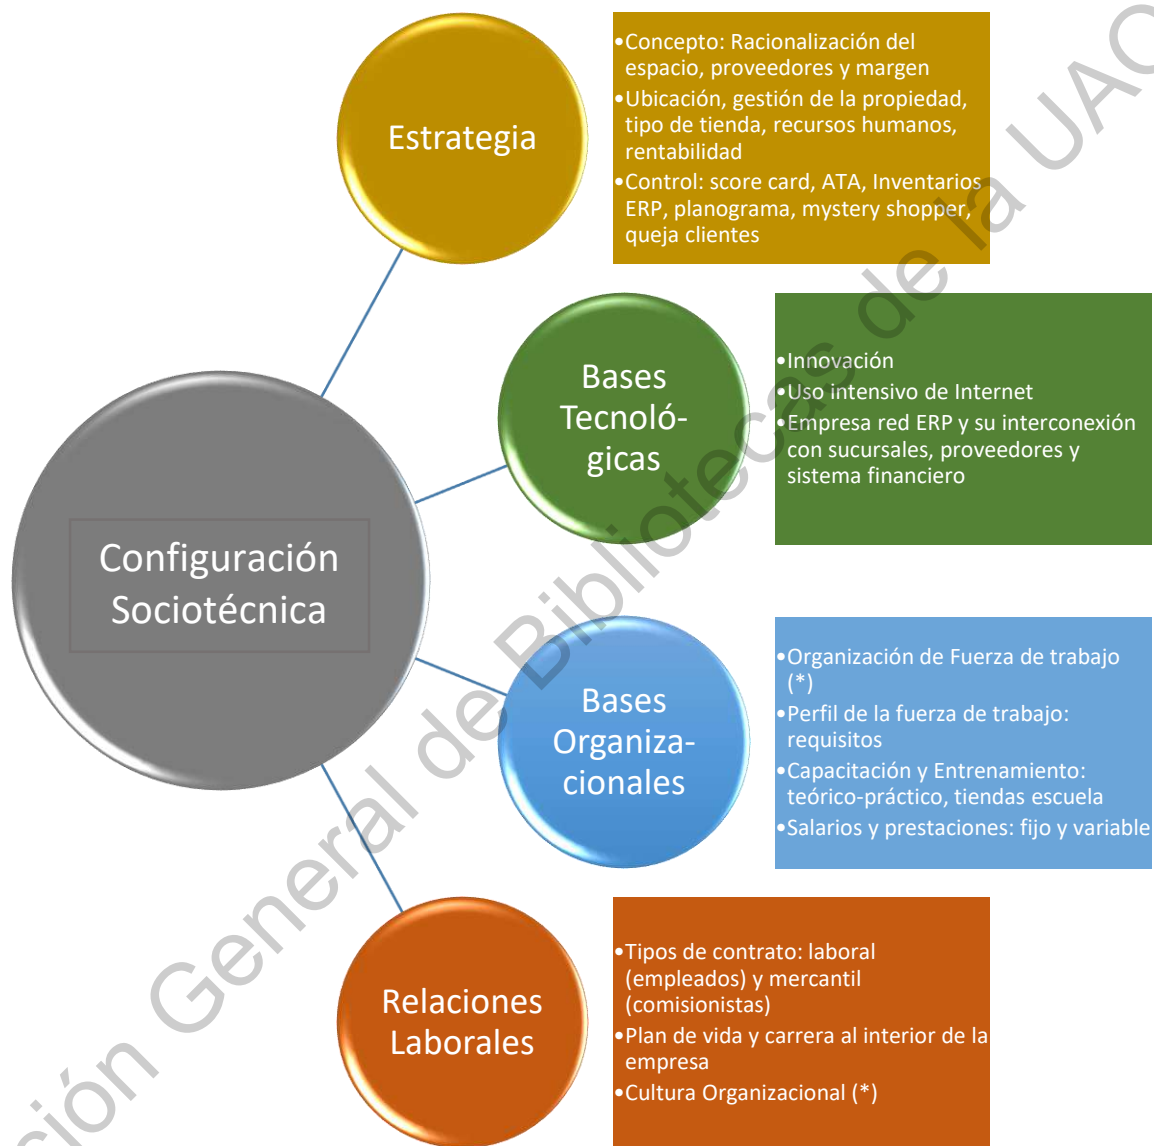 Estrategia
•Concepto: Racionalización del
espacio, proveedores y margen
•Ubicación, gestión de la propiedad,
tipo de tienda, recursos humanos,
rentabilidad
•Control: score card, ATA, Inventarios
ERP, planograma, mystery shopper,
queja clientes
Bases
Tecnoló-
gicas
•Innovación
•Uso intensivo de Internet
•Empresa red ERP y su interconexión
con sucursales, proveedores y
sistema financiero
Configuración
Sociotécnica
Bases
Organiza-
cionales
•Organización de Fuerza de trabajo
(*)
•Perfil de la fuerza de trabajo:
requisitos
•Capacitación y Entrenamiento:
teórico-práctico, tiendas escuela
•Salarios y prestaciones: fijo y variable
Relaciones
Laborales
•Tipos de contrato: laboral
(empleados) y mercantil
(comisionistas)
•Plan de vida y carrera al interior de la
empresa
•Cultura Organizacional (*)
General de Bibliotecas de la